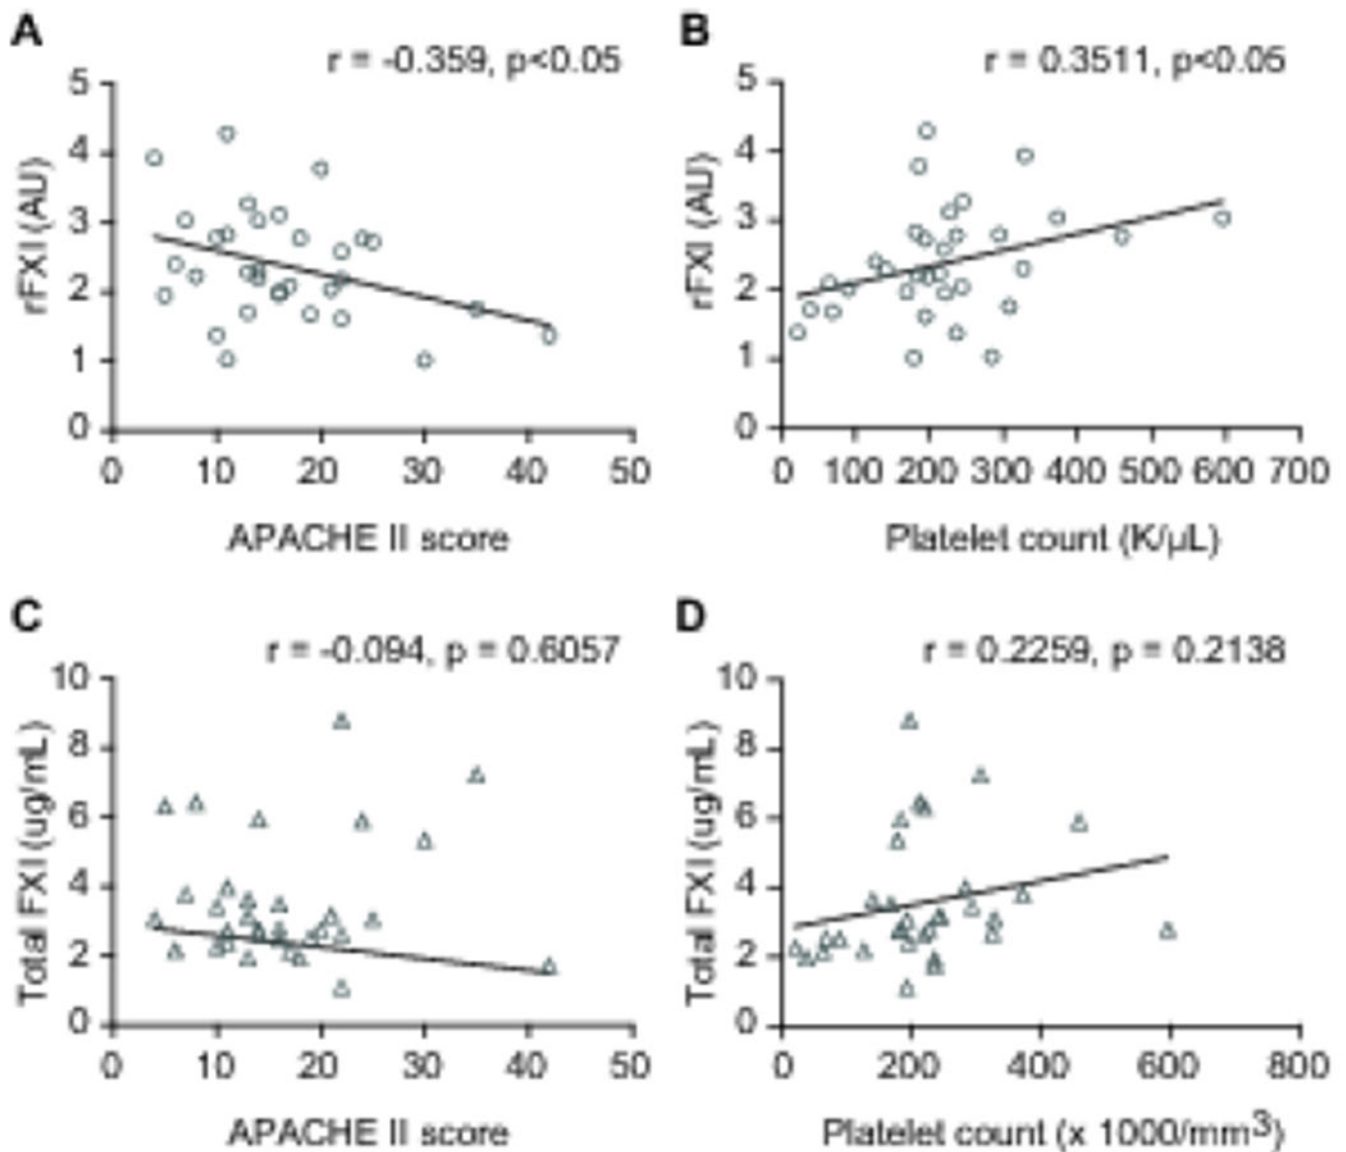 A
r = -0.359, p<0.05
rFXI (AU)
5
4
3
2
1
0
0 10 20 30 40 50
APACHE II score
B
r = 0.3511, p<0.05
rFXI (AU)
5
4
3
2
1
0
0 100 200 300 400 500 600 700
Platelet count (K/µL)
C
r = -0.094, p = 0.6057
Total FXI (ug/mL)
10
8
6
4
2
0
0 10 20 30 40 50
APACHE II score
D
r = 0.2259, p = 0.2138
Total FXI (ug/mL)
10
8
6
4
2
0
0 200 400 600 800
Platelet count (x 1000/mm³)